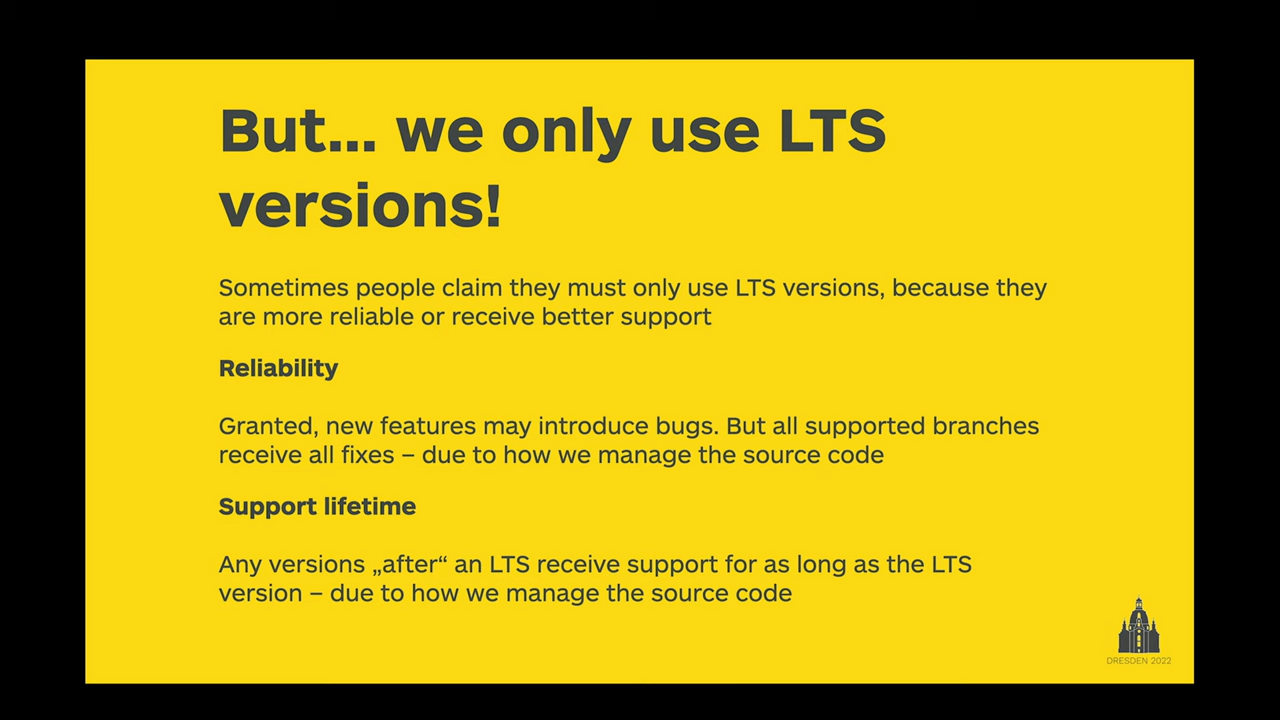 But... we only use LTS
versions!
Sometimes people claim they must only use LTS versions, because they
are more reliable or receive better support
Reliability
Granted, new features may introduce bugs. But all supported branches
receive all fixes – due to how we manage the source code
Support lifetime
Any versions „after“ an LTS receive support for as long as the LTS
version – due to how we manage the source code
DRESDEN 2022